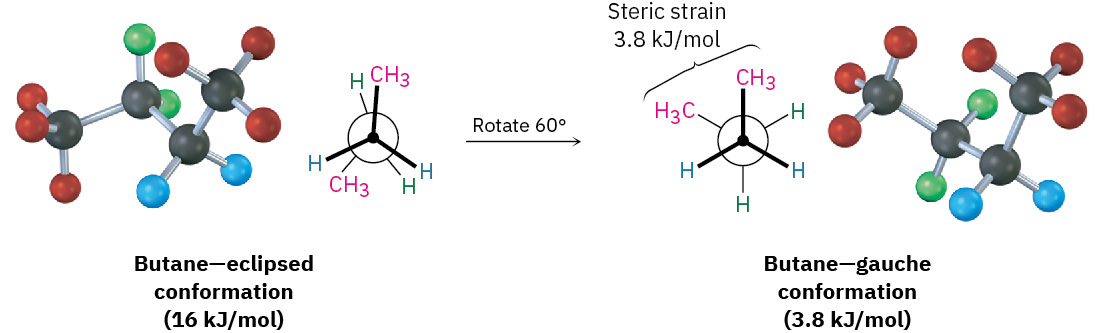 Steric strain
3.8 kJ/mol
H CH₃
H
H
CH₃ H
Rotate 60°
CH₃
H₃C H
H H
H
Butane—eclipsed
conformation
(16 kJ/mol)
Butane—gauche
conformation
(3.8 kJ/mol)